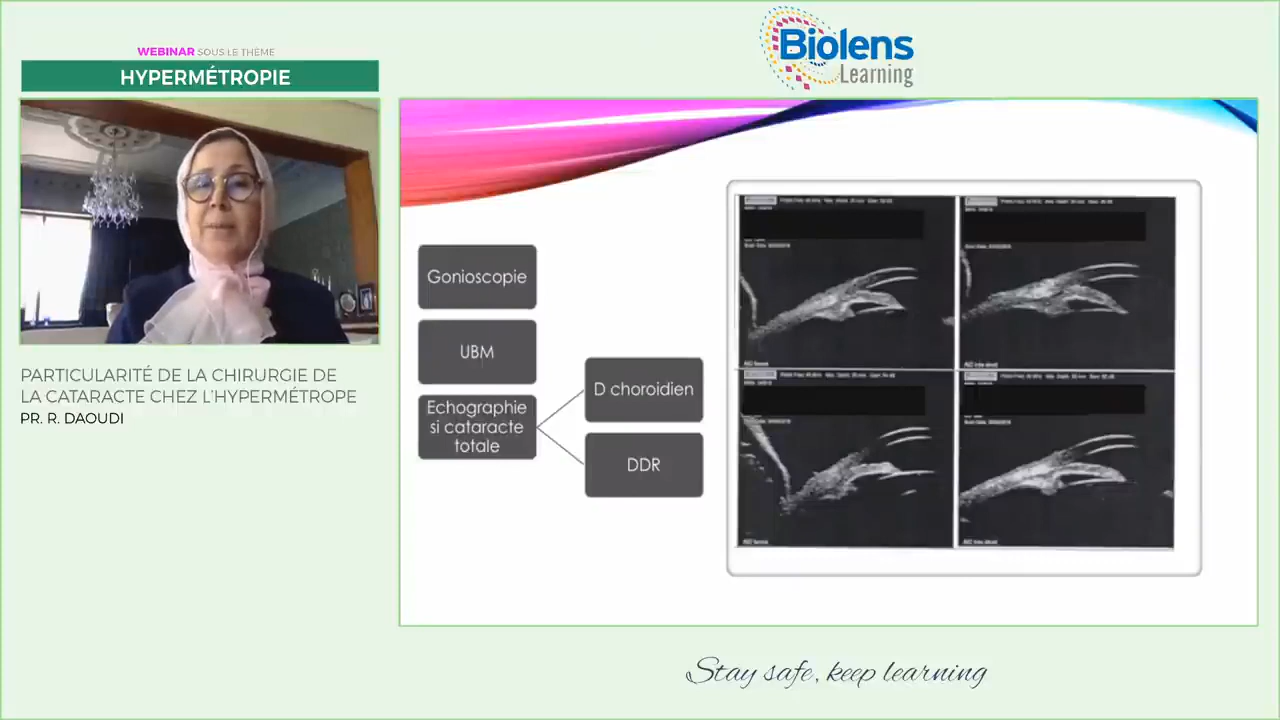 WEBINAR SOUS LE THÈME
HYPERMÉTROPIE
Biolens
Learning
PARTICULARITÉ DE LA CHIRURGIE DE
LA CATARACTE CHEZ L'HYPERMÉTROPE
PR. R. DAOUDI
Gonioscopie
UBM
Echographie
si cataracte
totale
D choroidien
DDR
Stay safe, keep learning